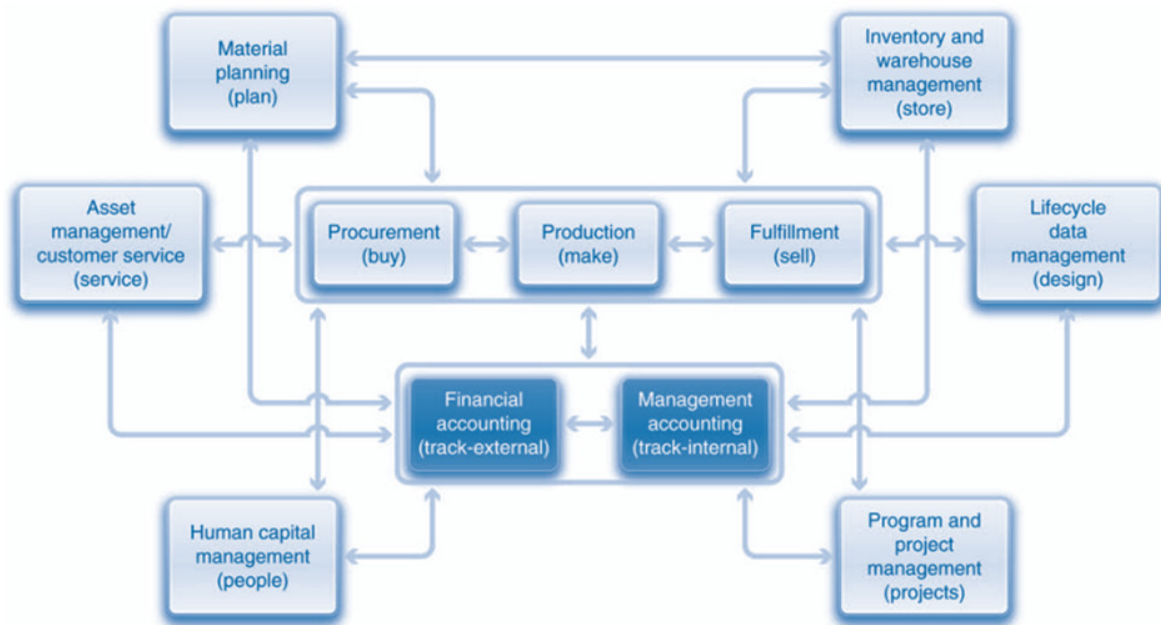 Material
planning
(plan)
Inventory and
warehouse
management
(store)
Asset
management/
customer service
(service)
Procurement
(buy)
Production
(make)
Fulfillment
(sell)
Lifecycle
data
management
(design)
Financial
accounting
(track-external)
Management
accounting
(track-internal)
Human capital
management
(people)
Program and
project
management
(projects)